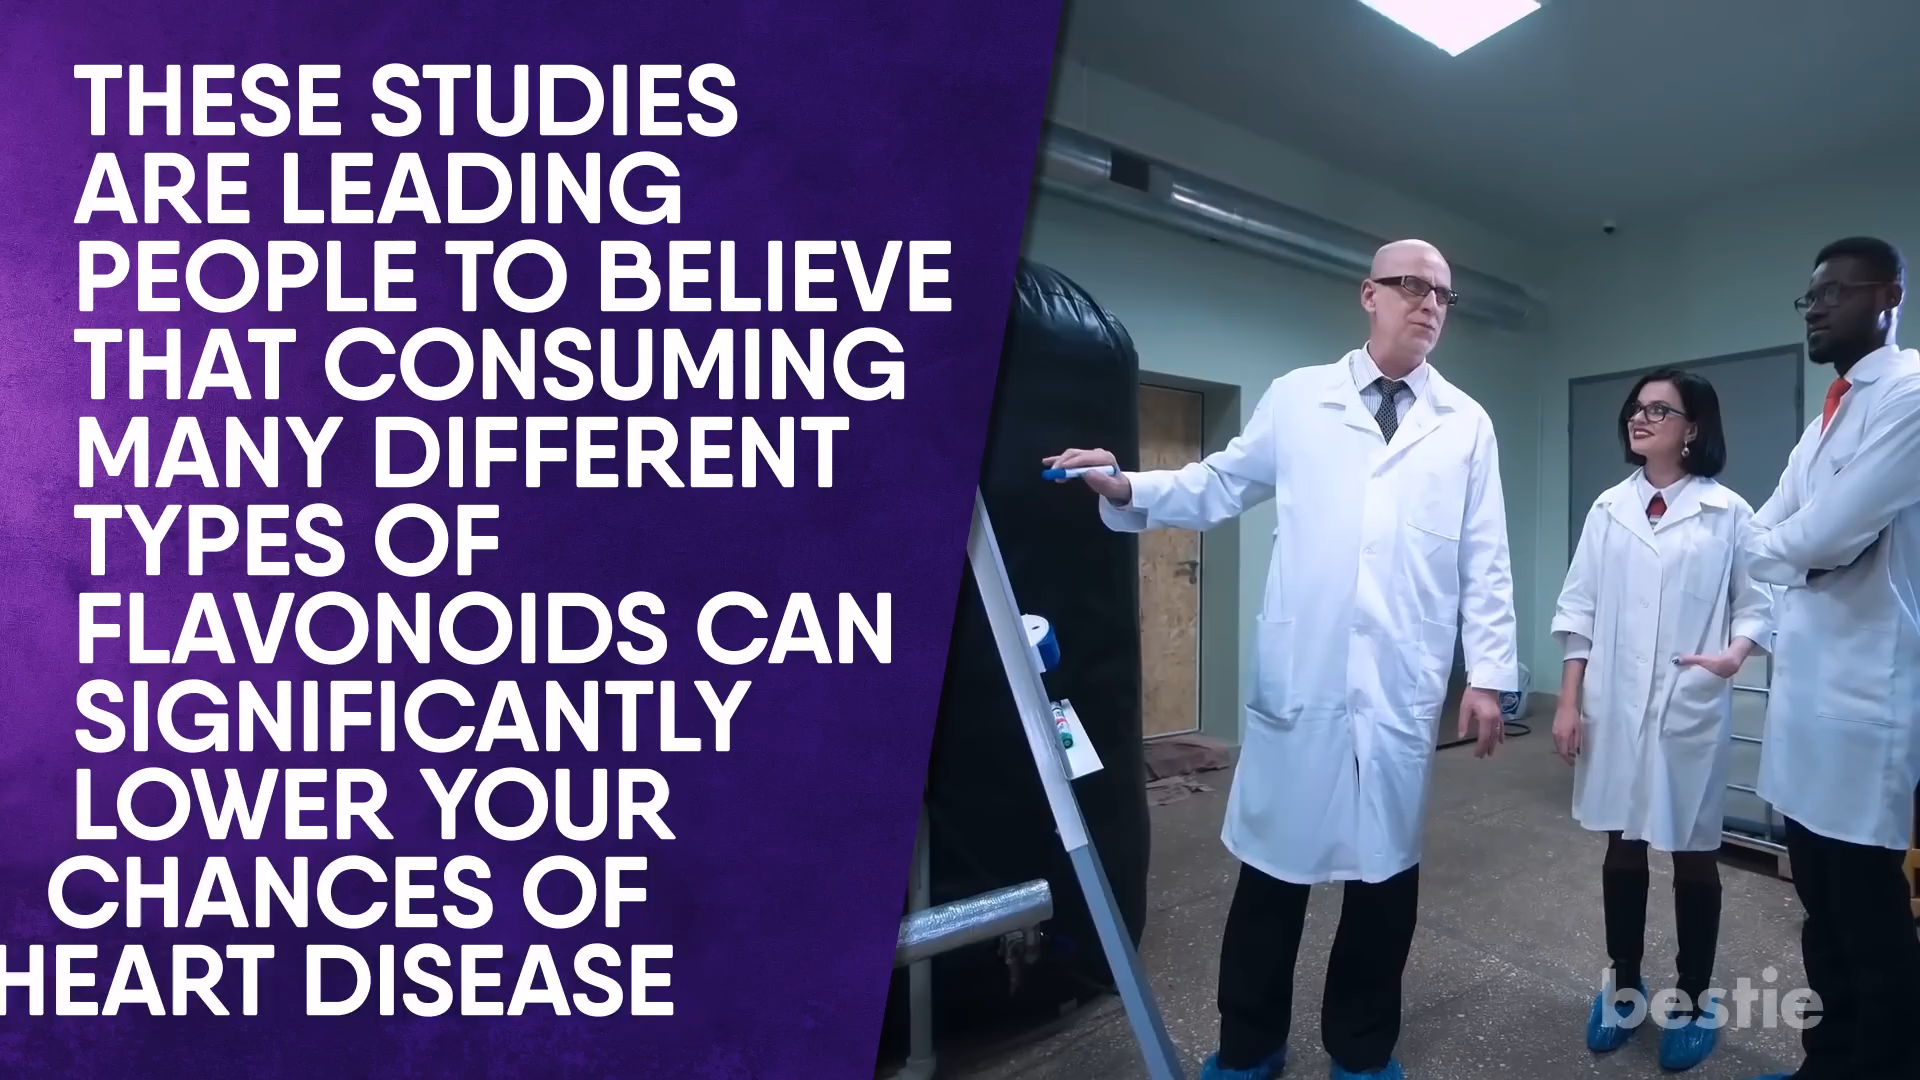 THESE STUDIES
ARE LEADING
PEOPLE TO BELIEVE
THAT CONSUMING
MANY DIFFERENT
TYPES OF
FLAVONOIDS CAN
SIGNIFICANTLY
LOWER YOUR
CHANCES OF
HEART DISEASE
bestie